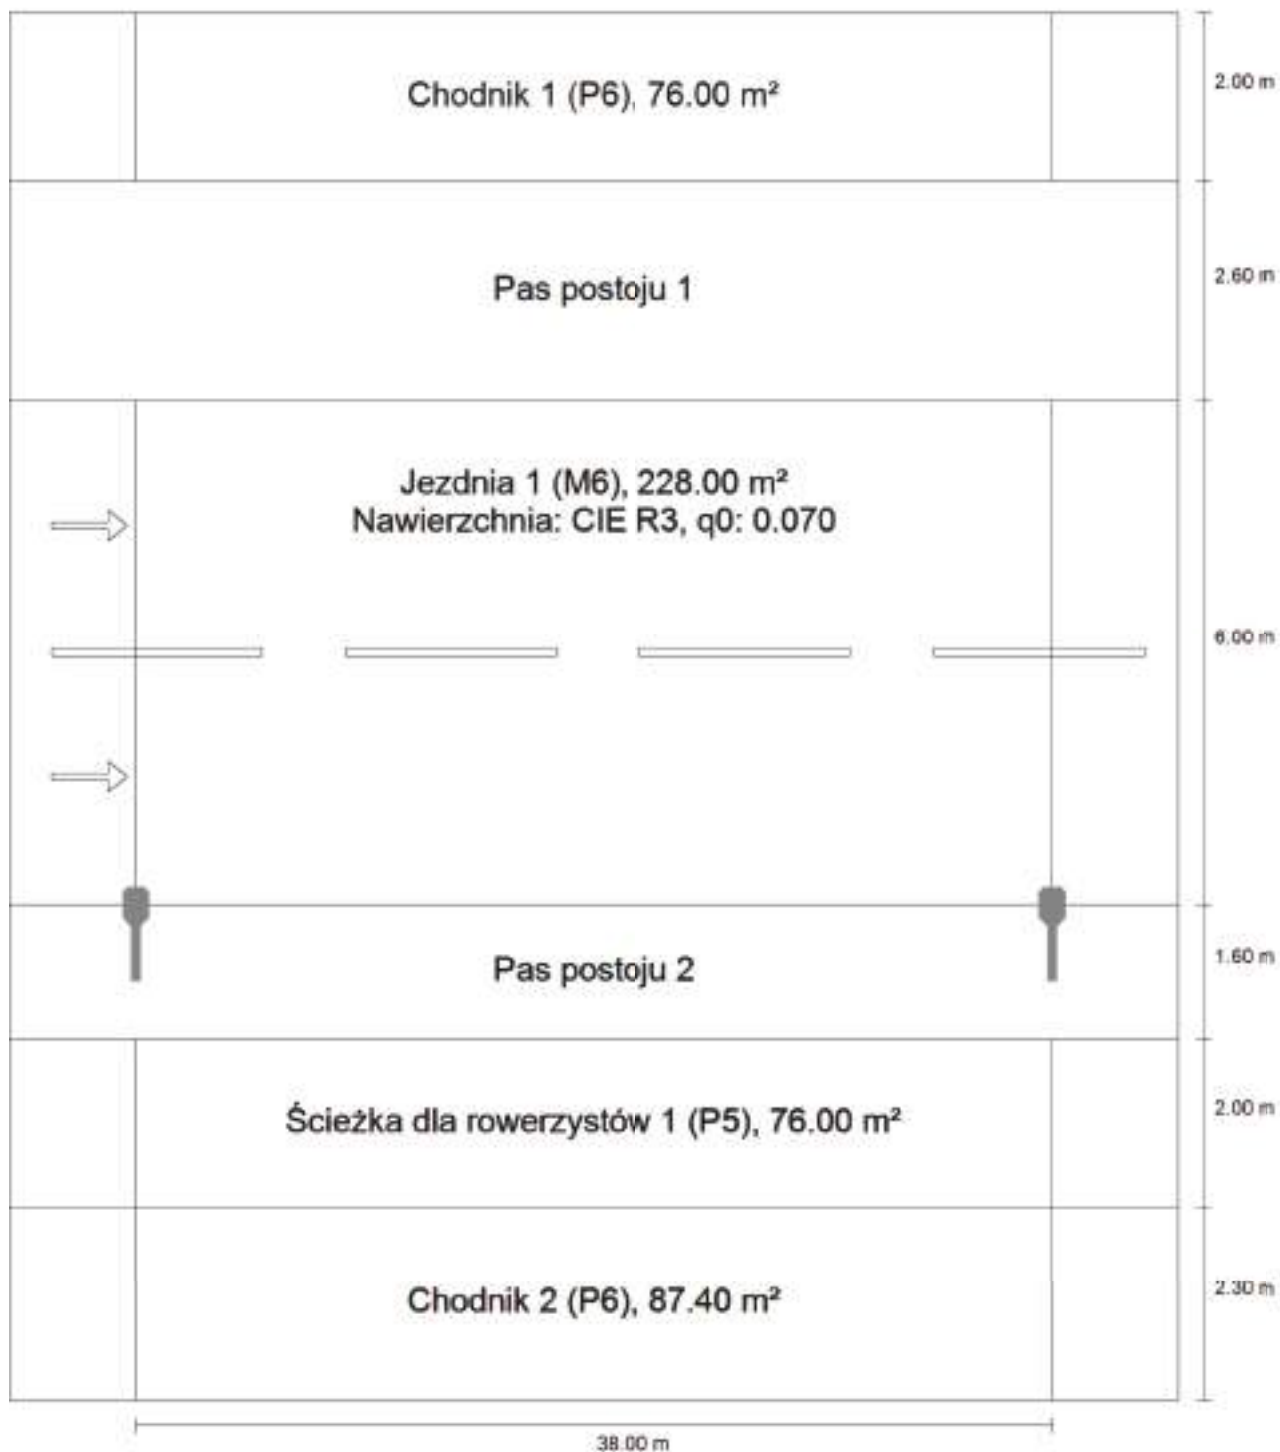 Chodnik 1 (P6), 76.00 m²
2.00 m
Pas postoju 1
2.60 m
Jezdnia 1 (M6), 228.00 m²
Nawierzchnia: CIE R3, q0: 0.070
6.00 m
Pas postoju 2
1.60 m
Ścieżka dla rowerzystów 1 (P5), 76.00 m²
2.00 m
Chodnik 2 (P6), 87.40 m²
2.30 m
38.00 m